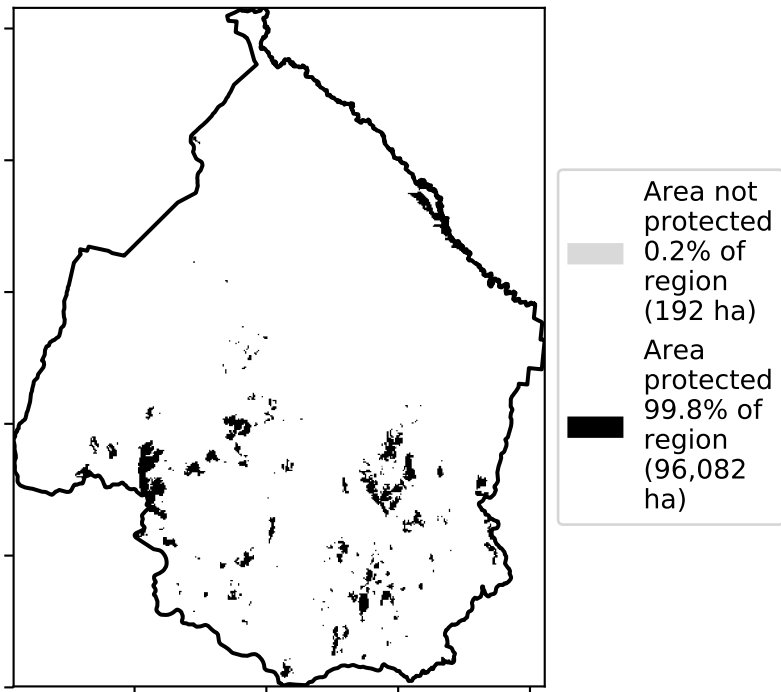 Area not
protected
0.2% of
region
(192 ha)
Area
protected
99.8% of
region
(96,082
ha)